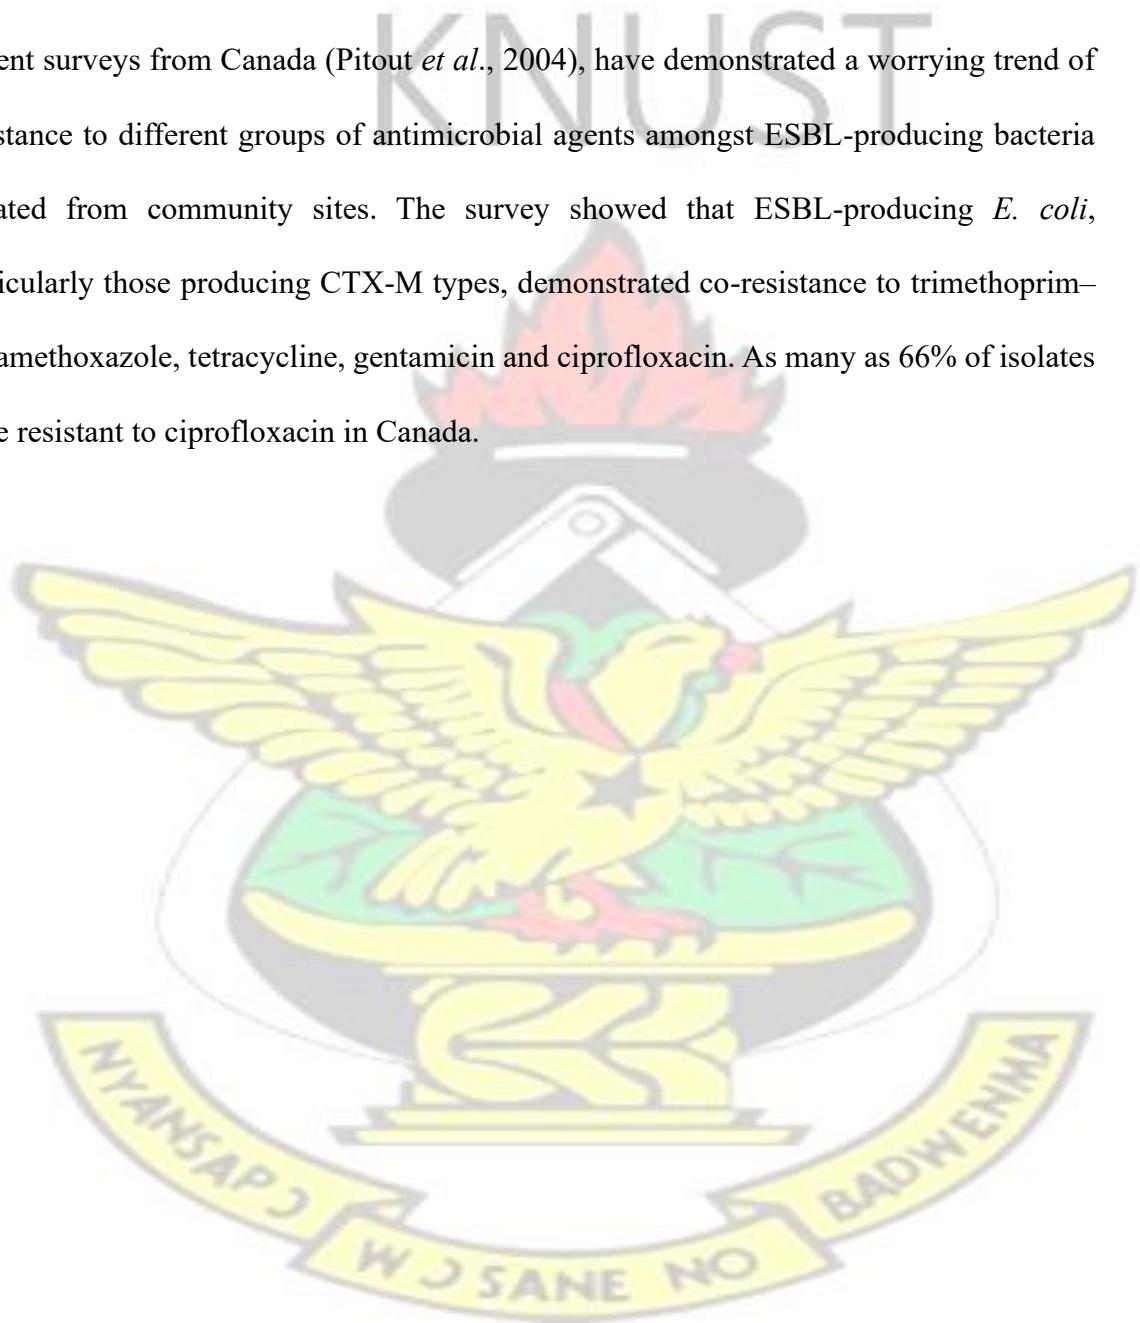 KNUST
ent surveys from Canada (Pitout et al., 2004), have demonstrated a worrying trend of
stance to different groups of antimicrobial agents amongst ESBL-producing bacteria
ated from community sites. The survey showed that ESBL-producing E. coli,
icularly those producing CTX-M types, demonstrated co-resistance to trimethoprim–
amethoxazole, tetracycline, gentamicin and ciprofloxacin. As many as 66% of isolates
e resistant to ciprofloxacin in Canada.
NYANSAPƆ WƆSANE NO BADWENMA